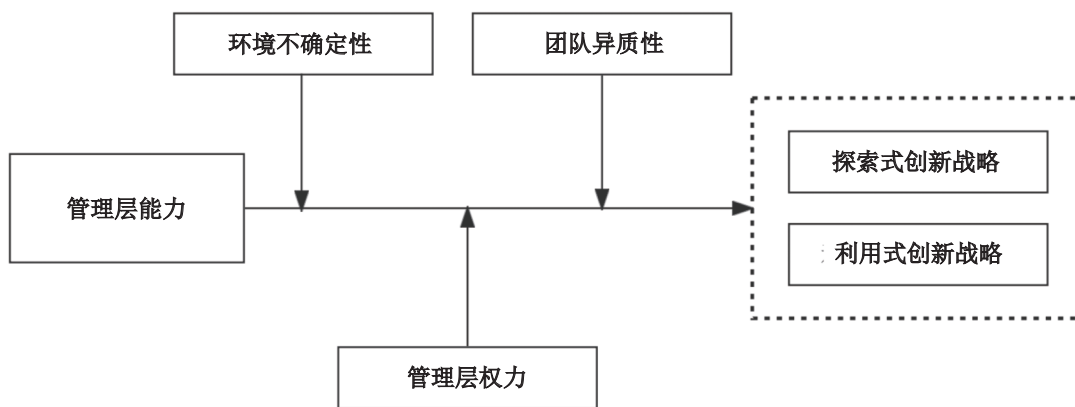 环境不确定性
团队异质性
管理层能力
探索式创新战略
利用式创新战略
管理层权力